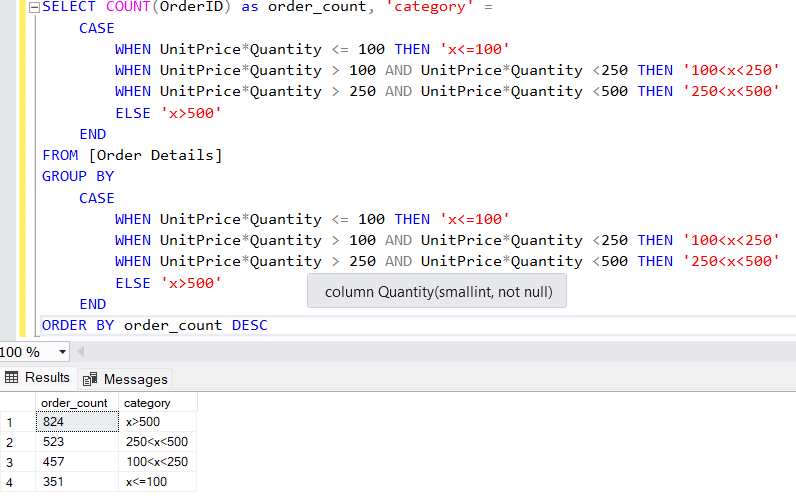 SELECT COUNT(OrderID) as order_count, 'category' =
CASE
WHEN UnitPrice*Quantity <= 100 THEN 'x<=100'
WHEN UnitPrice*Quantity > 100 AND UnitPrice*Quantity <250 THEN '100<x<250'
WHEN UnitPrice*Quantity > 250 AND UnitPrice*Quantity <500 THEN '250<x<500'
ELSE 'x>500'
END
FROM [Order Details]
GROUP BY
CASE
WHEN UnitPrice*Quantity <= 100 THEN 'x<=100'
WHEN UnitPrice*Quantity > 100 AND UnitPrice*Quantity <250 THEN '100<x<250'
WHEN UnitPrice*Quantity > 250 AND UnitPrice*Quantity <500 THEN '250<x<500'
ELSE 'x>500'
column Quantity(smallint, not null)
END
ORDER BY order_count DESC
100 %
Results Messages
order_count category
1 824 x>500
2 523 250<x<500
3 457 100<x<250
4 351 x<=100